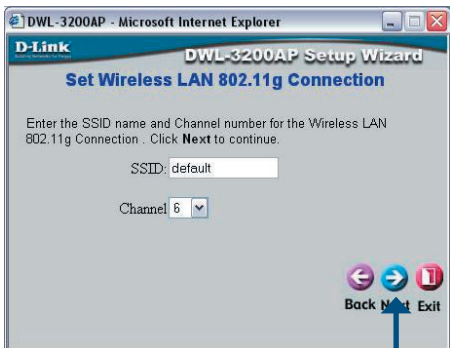 DWL-3200AP - Microsoft Internet Explorer
D-Link
DWL-3200AP Setup Wizard
Set Wireless LAN 802.11g Connection
Enter the SSID name and Channel number for the Wireless LAN
802.11g Connection . Click Next to continue.
SSID: default
Channel 6
Back Next Exit